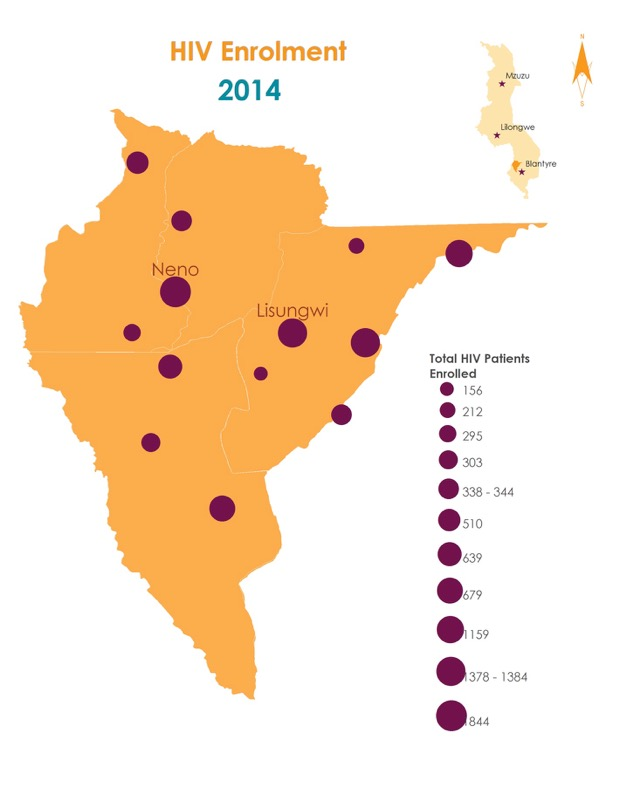 HIV Enrolment
2014
N
S
Mzuzu
Lilongwe
Blantyre
Neno
Lisungwi
Total HIV Patients
Enrolled
156
212
295
303
338 - 344
510
639
679
1159
1378 - 1384
1844